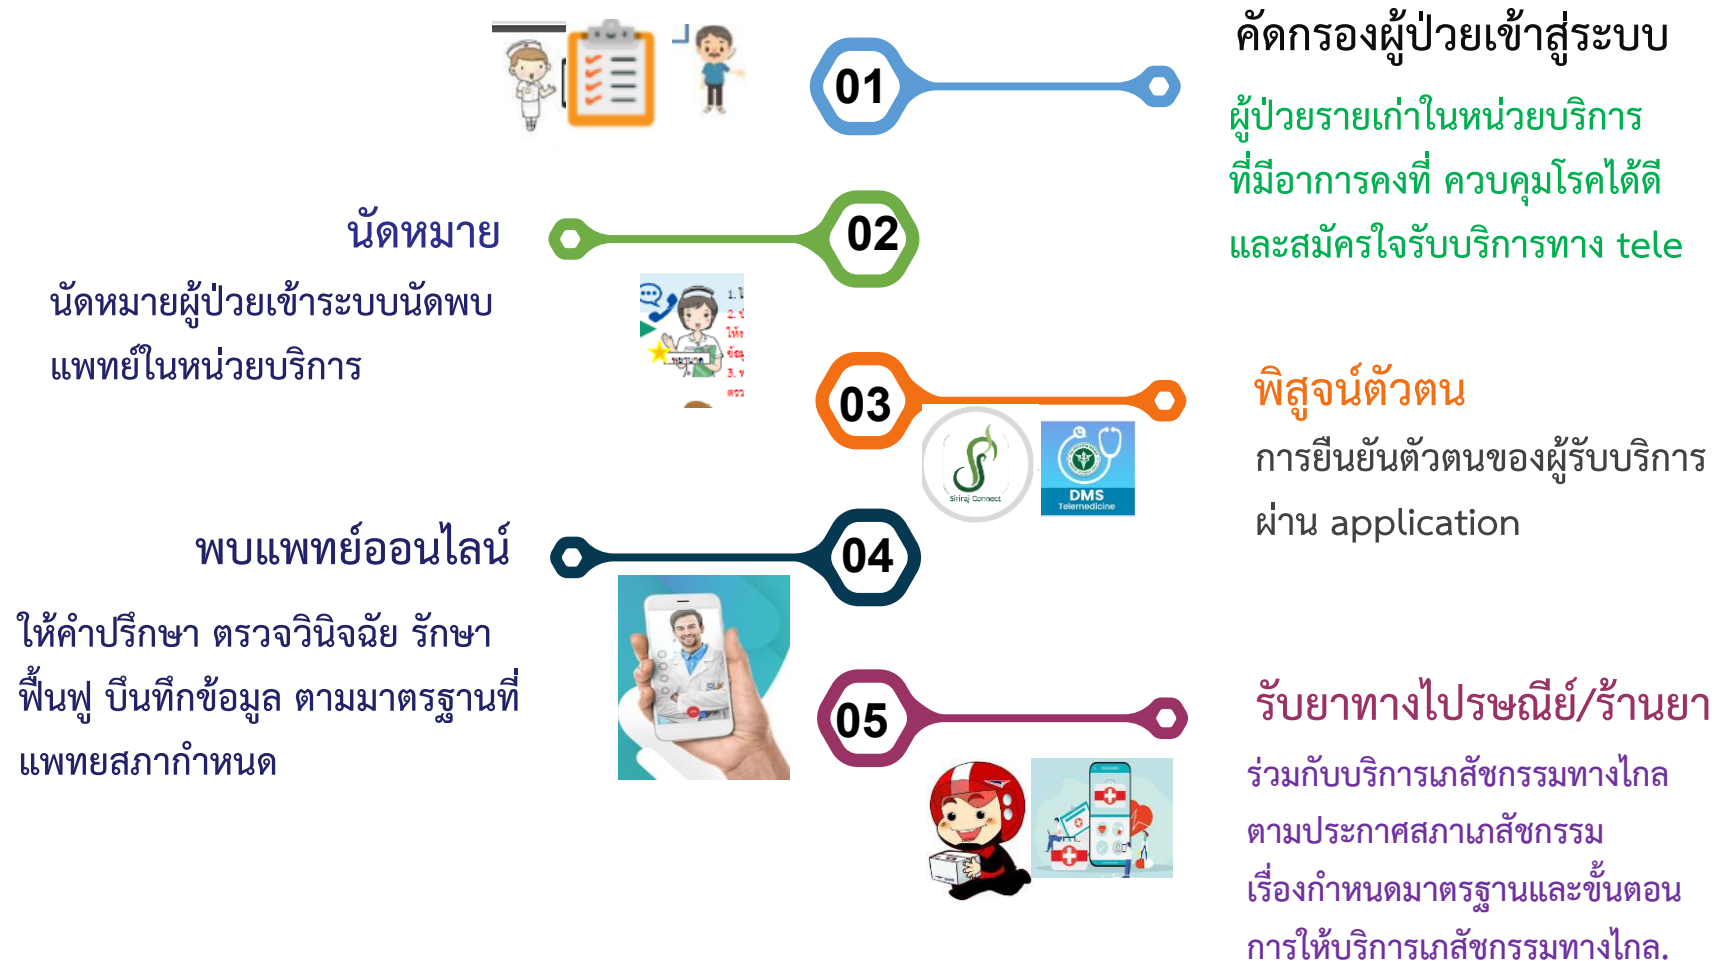 01
คัดกรองผู้ป่วยเข้าสู่ระบบ
ผู้ป่วยรายเก่าในหน่วยบริการ
ที่มีอาการคงที่ ควบคุมโรคได้ดี
และสมัครใจรับบริการทาง tele
02
นัดหมาย
นัดหมายผู้ป่วยเข้าระบบนัดพบ
แพทย์ในหน่วยบริการ
1.
2.
3.
03
พิสูจน์ตัวตน
การยืนยันตัวตนของผู้รับบริการ
ผ่าน application
Siriraj Connect
DMS
Telemedicine
04
พบแพทย์ออนไลน์
ให้คำปรึกษา ตรวจวินิจฉัย รักษา
ฟื้นฟู บึนทึกข้อมูล ตามมาตรฐานที่
แพทยสภากำหนด
05
รับยาทางไปรษณีย์/ร้านยา
ร่วมกับบริการเภสัชกรรมทางไกล
ตามประกาศสภาเภสัชกรรม
เรื่องกำหนดมาตรฐานและขั้นตอน
การให้บริการเภสัชกรรมทางไกล.